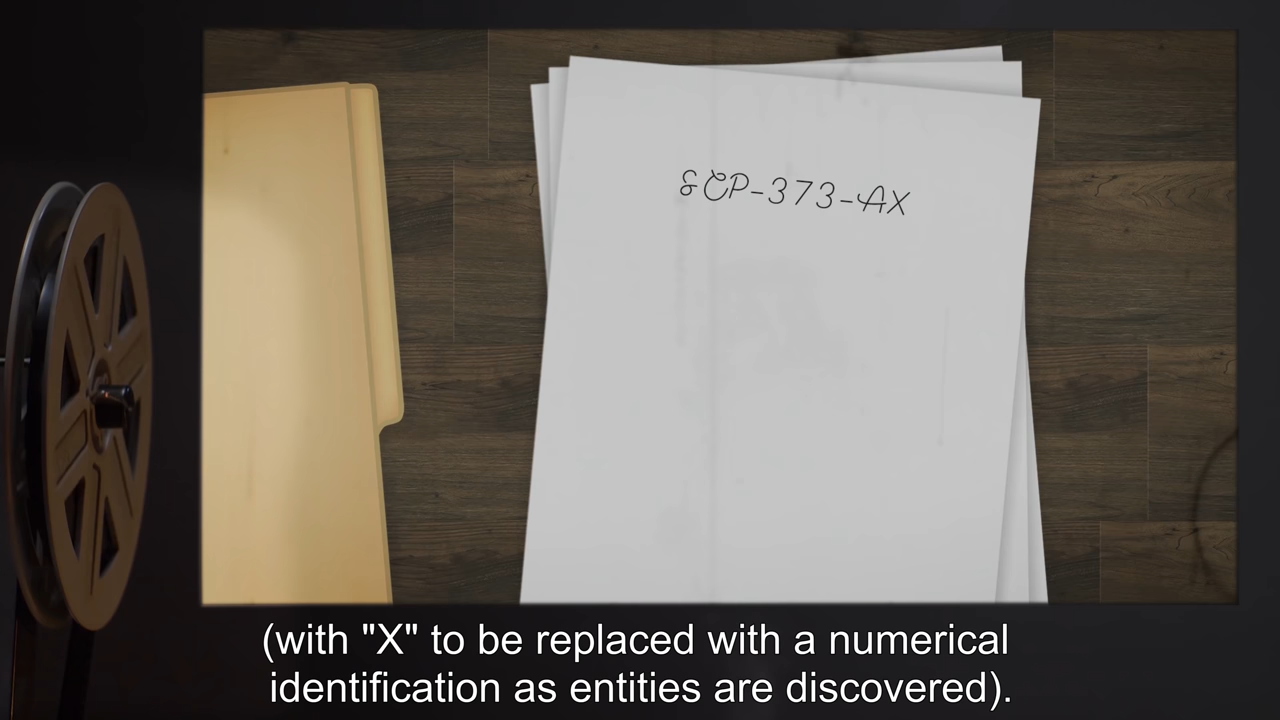 SCP-373-AX
(with "X" to be replaced with a numerical
identification as entities are discovered).